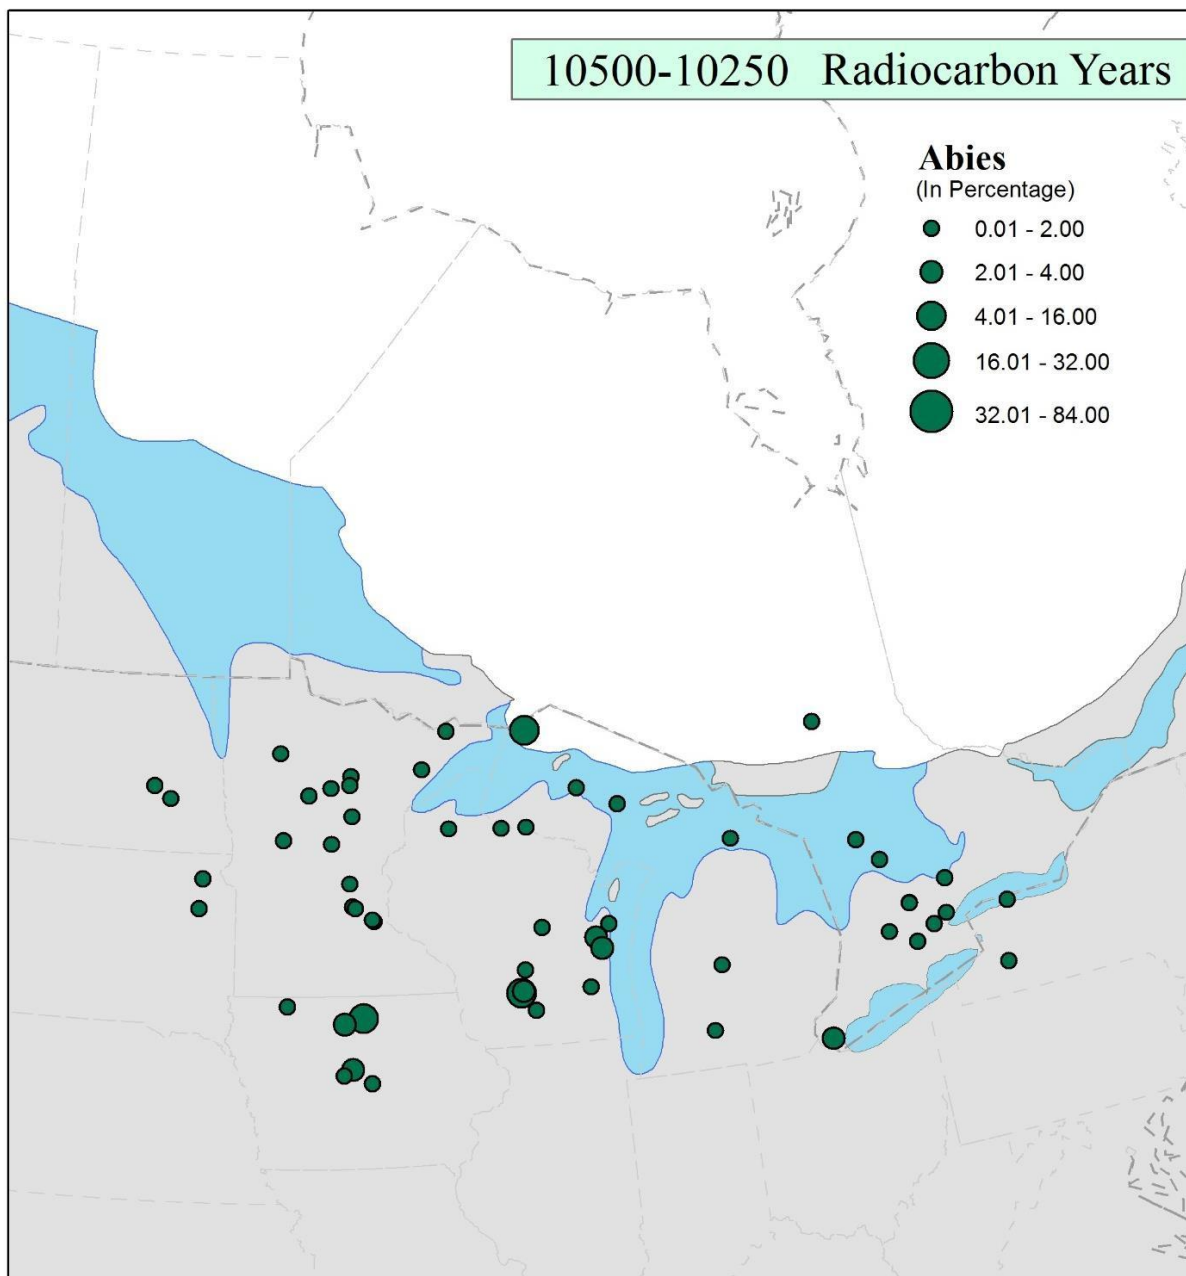 10500-10250 Radiocarbon Years
Abies
(In Percentage)
0.01 - 2.00
2.01 - 4.00
4.01 - 16.00
16.01 - 32.00
32.01 - 84.00